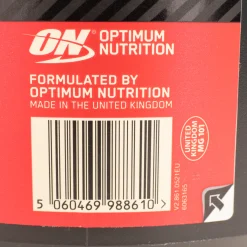 ON
OPTIMUM
NUTRITION
FORMULATED BY
OPTIMUM NUTRITION
MADE IN THE UNITED KINGDOM
UNITED
KINGDOM
MG 101
5 060469 988610 >